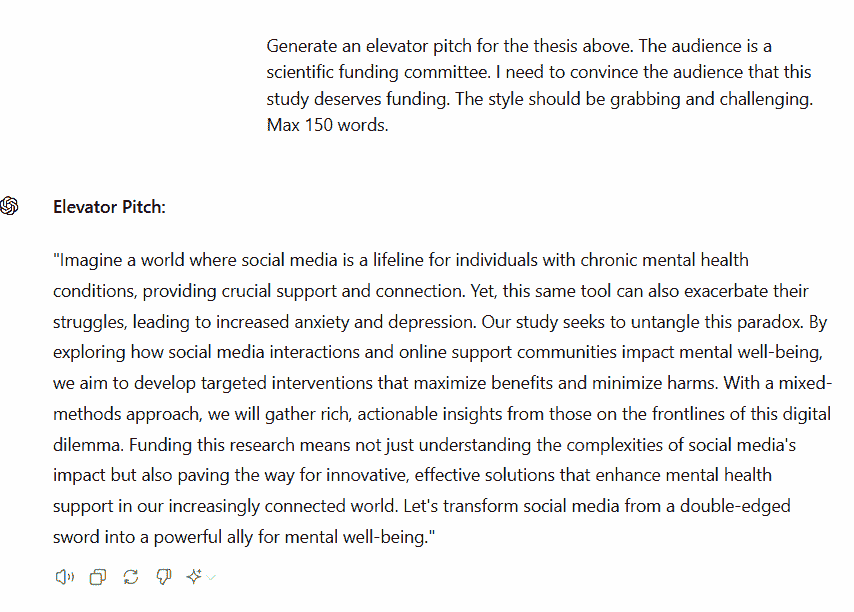 Generate an elevator pitch for the thesis above. The audience is a
scientific funding committee. I need to convince the audience that this
study deserves funding. The style should be grabbing and challenging.
Max 150 words.
Elevator Pitch:
"Imagine a world where social media is a lifeline for individuals with chronic mental health
conditions, providing crucial support and connection. Yet, this same tool can also exacerbate their
struggles, leading to increased anxiety and depression. Our study seeks to untangle this paradox. By
exploring how social media interactions and online support communities impact mental well-being,
we aim to develop targeted interventions that maximize benefits and minimize harms. With a mixed-
methods approach, we will gather rich, actionable insights from those on the frontlines of this digital
dilemma. Funding this research means not just understanding the complexities of social media's
impact but also paving the way for innovative, effective solutions that enhance mental health
support in our increasingly connected world. Let's transform social media from a double-edged
sword into a powerful ally for mental well-being."